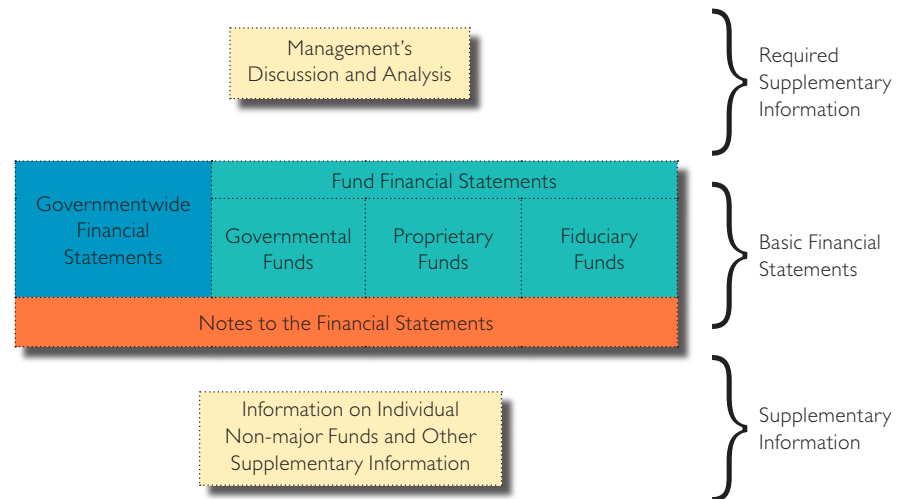 Management's
Discussion and Analysis
Required
Supplementary
Information
Governmentwide
Financial
Statements
Fund Financial Statements
Governmental
Funds
Proprietary
Funds
Fiduciary
Funds
Notes to the Financial Statements
Basic Financial
Statements
Information on Individual
Non-major Funds and Other
Supplementary Information
Supplementary
Information